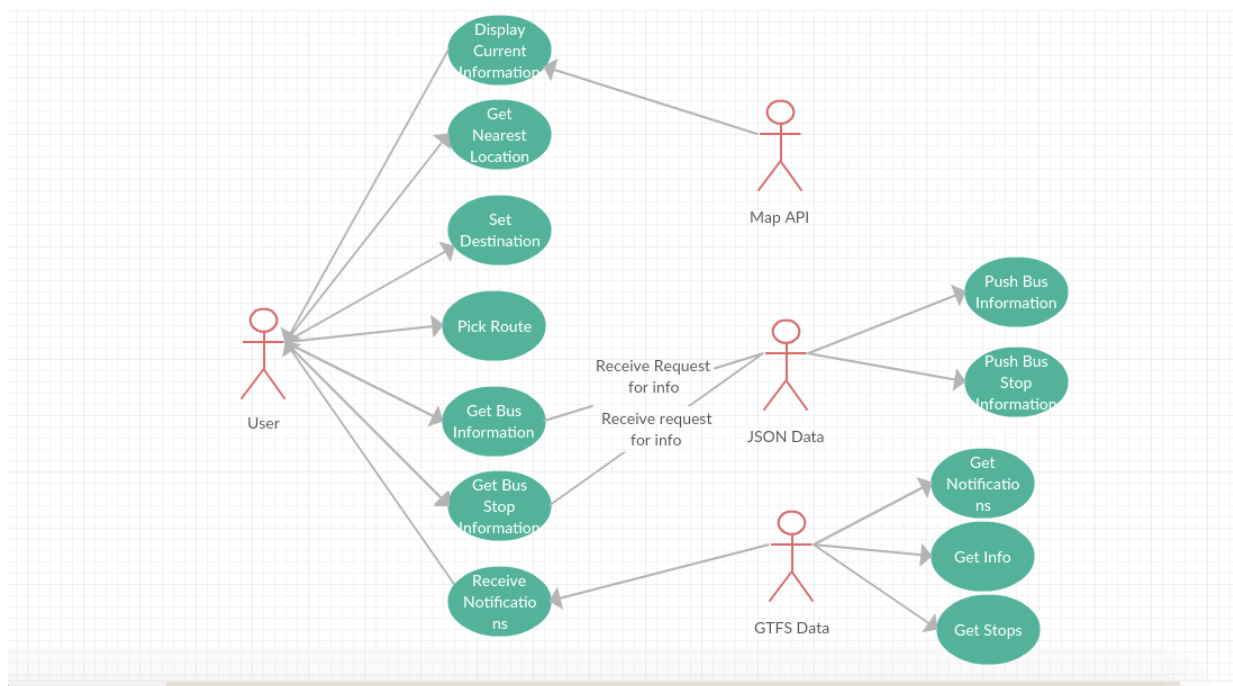 Display
Current
Information
Get
Nearest
Location
Map API
Set
Destination
Push Bus
Information
Pick Route
Receive Request
for info
Push Bus
Stop
Information
User
Get Bus
Information
Receive request
for info
JSON Data
Get Bus
Stop
Information
Get
Notificatio
ns
Get Info
Receive
Notificatio
ns
GTFS Data
Get Stops